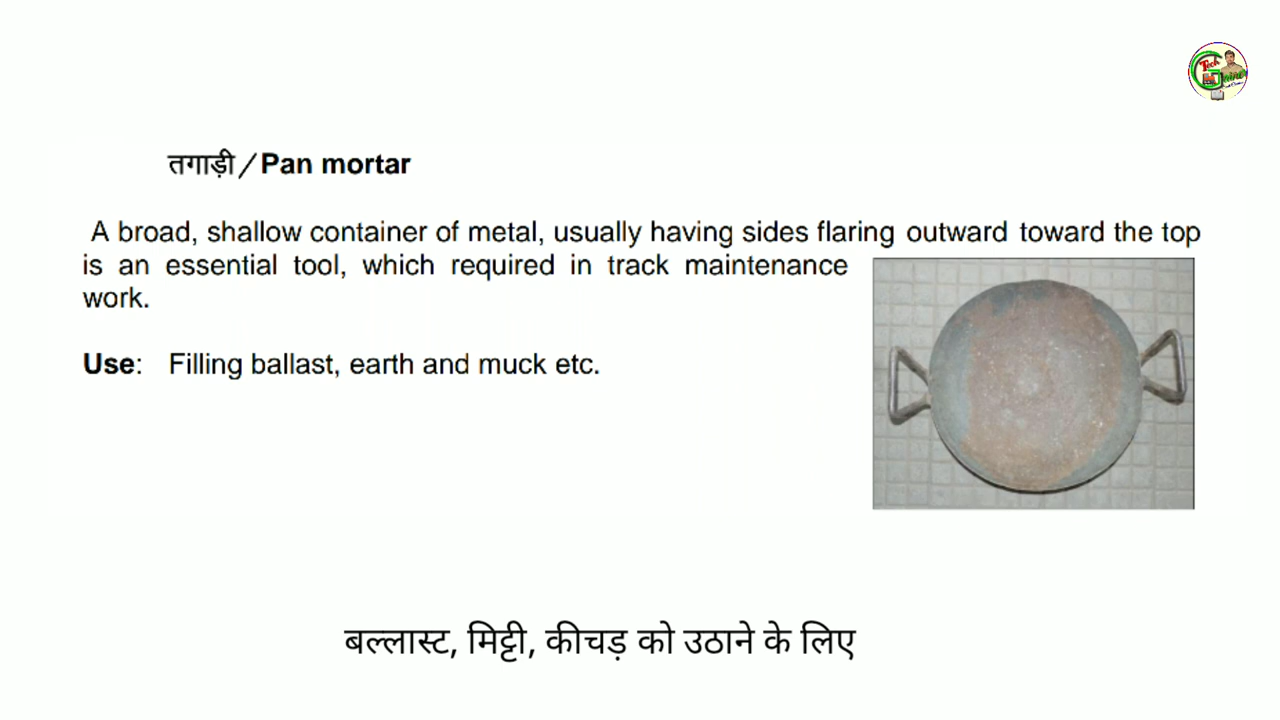 तगाड़ी/Pan mortar
A broad, shallow container of metal, usually having sides flaring outward toward the top
is an essential tool, which required in track maintenance
work.
Use: Filling ballast, earth and muck etc.
बल्लास्ट, मिट्टी, कीचड़ को उठाने के लिए